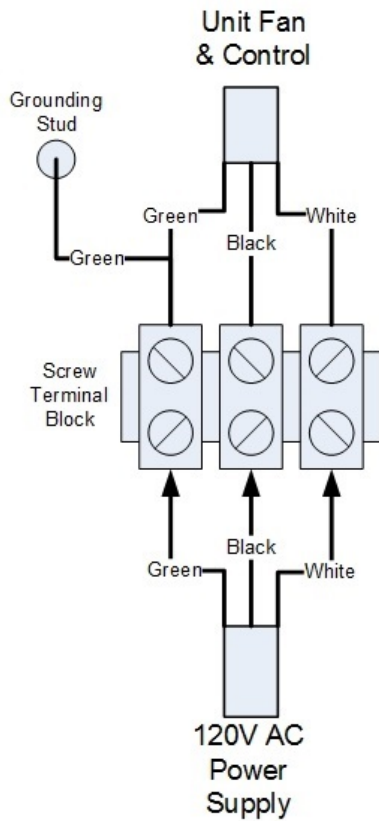 Unit Fan
& Control
Grounding
Stud
Green
White
Black
Green
Screw
Terminal
Block
Black
Green
White
120V AC
Power
Supply